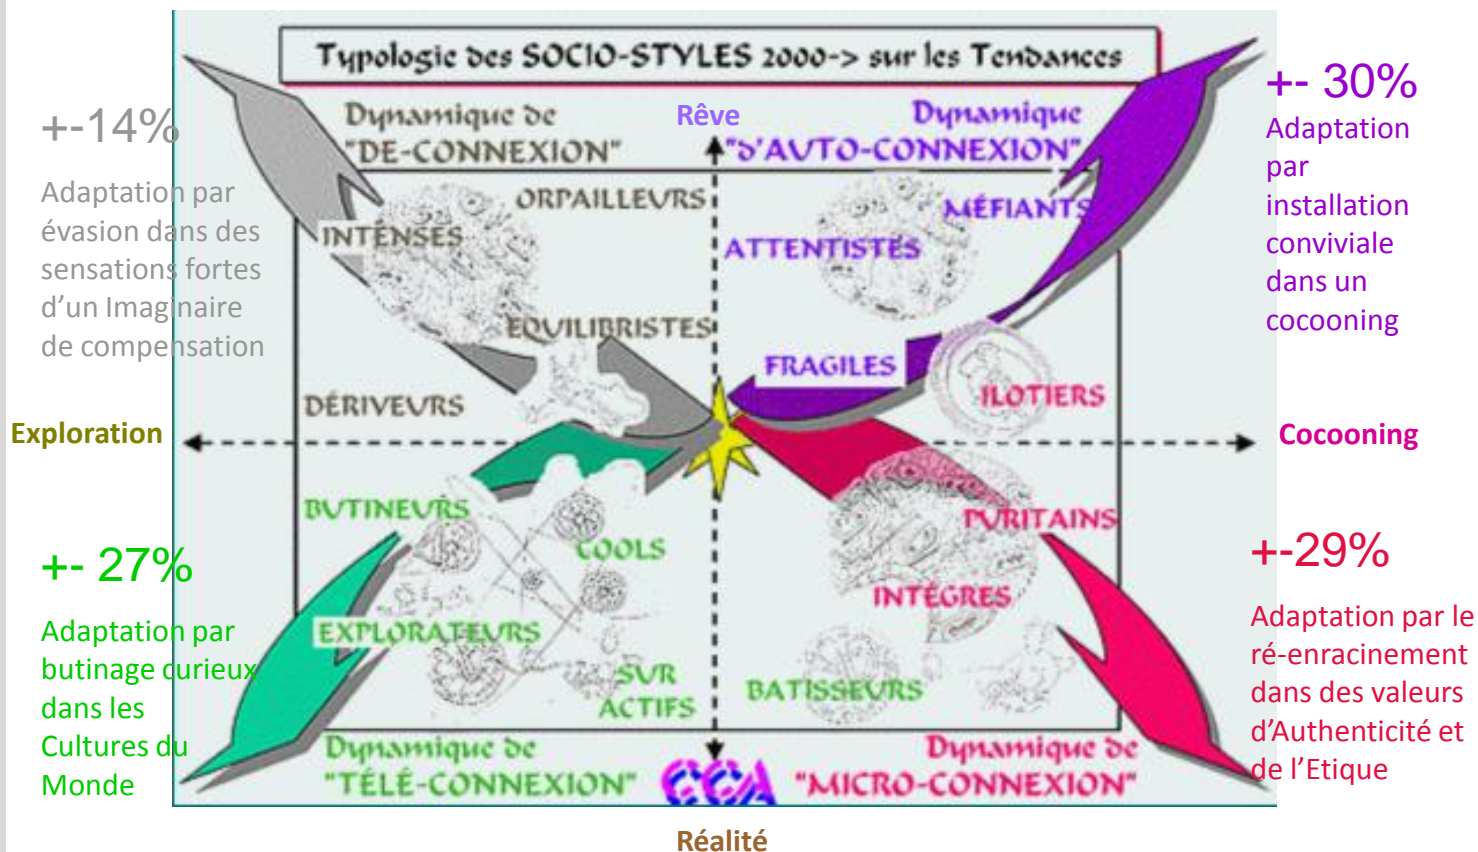 Typologie des SOCIO-STYLES 2000-> sur les Tendances
+-14%
Adaptation par
évasion dans des
sensations fortes
d’un Imaginaire
de compensation
Dynamique de
"DE-CONNEXION"
Rêve
Dynamique
"d'AUTO-CONNEXION"
+- 30%
Adaptation
par
installation
conviviale
dans un
cocooning
ORPAILLEURS
INTENSES
EQUILIBRISTES
DÉRIVEURS
MÉFIANTS
ATTENTISTES
FRAGILES
ILOTIERS
Exploration
Cocooning
BUTINEURS
COOLS
EXPLORATEURS
SUR
ACTIFS
PURITAINS
INTÉGRES
BATISSEURS
+- 27%
Adaptation par
butinage curieux
dans les
Cultures du
Monde
+-29%
Adaptation par le
ré-enracinement
dans des valeurs
d’Authenticité et
de l’Etique
Dynamique de
"TÉLÉ-CONNEXION"
CCA
Dynamique de
"MICRO-CONNEXION"
Réalité